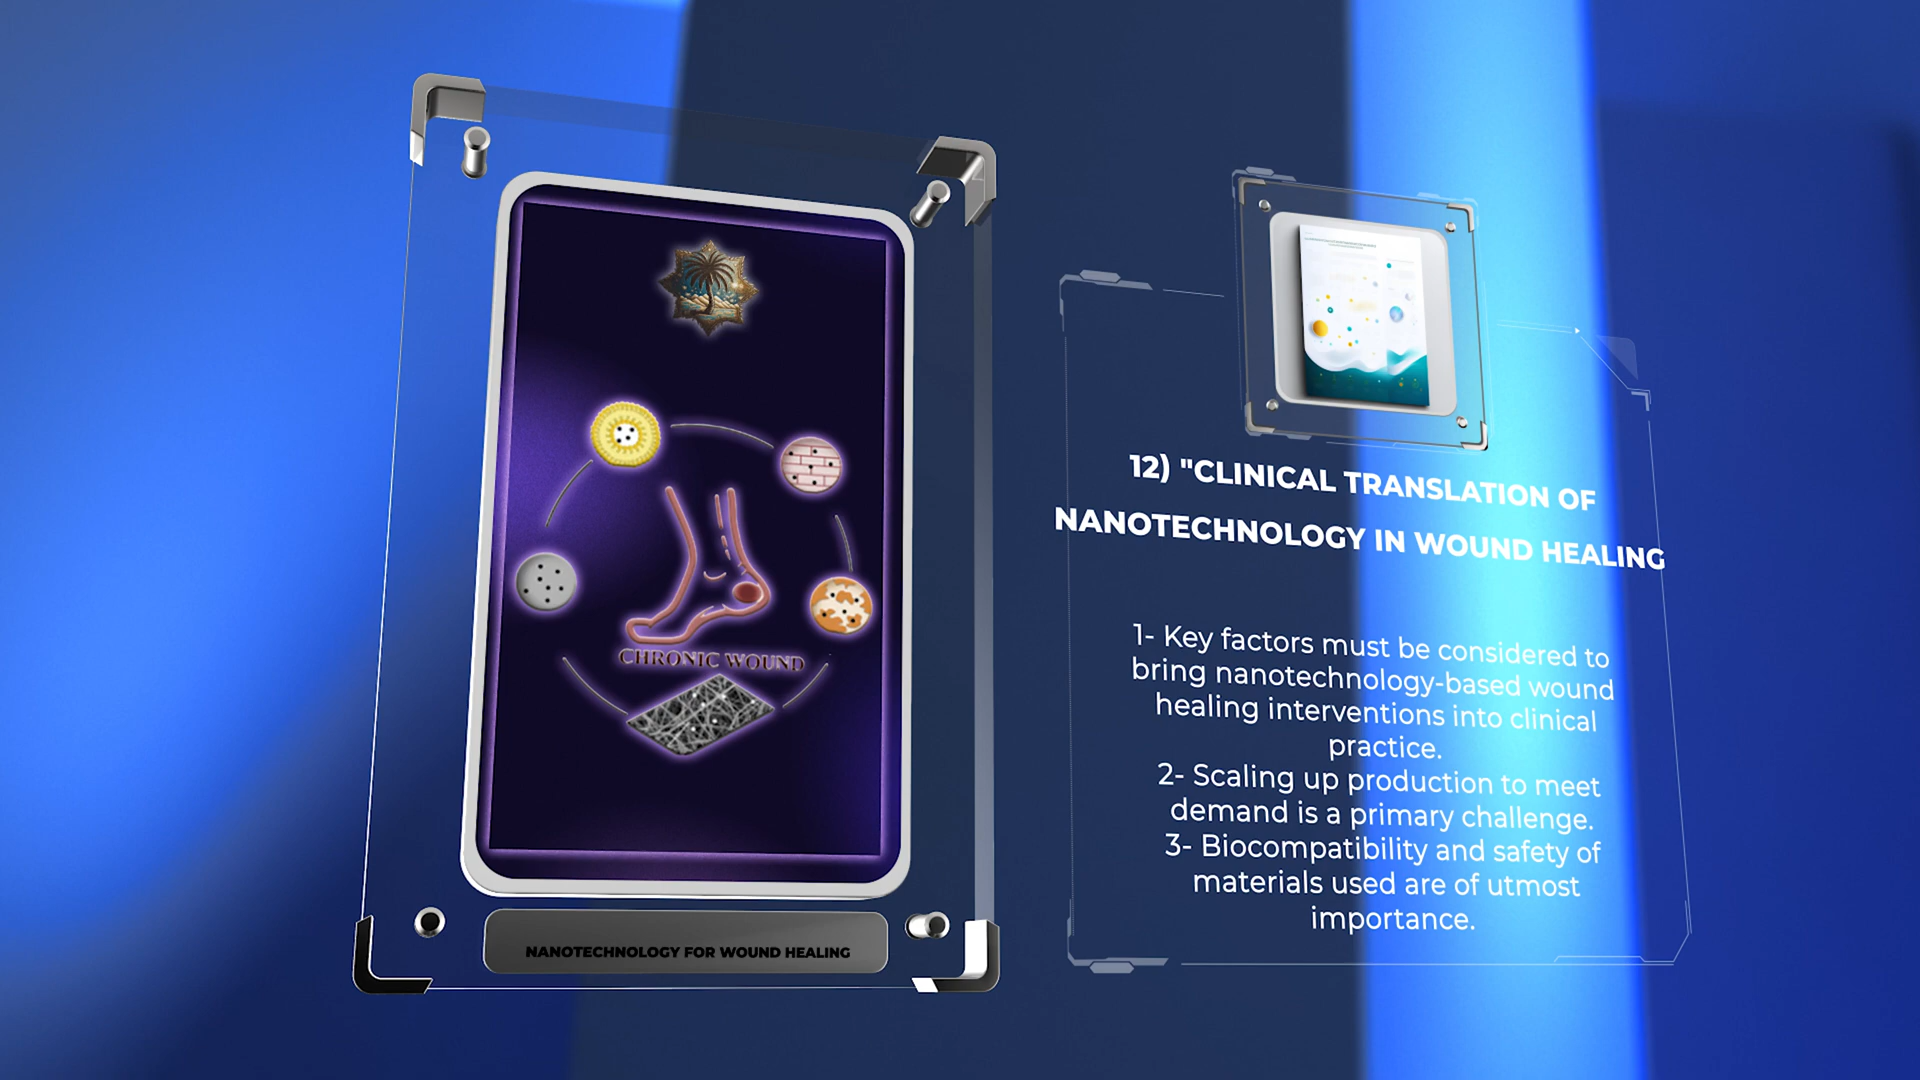 CHRONIC WOUND
NANOTECHNOLOGY FOR WOUND HEALING
12) "CLINICAL TRANSLATION OF
NANOTECHNOLOGY IN WOUND HEALING
1- Key factors must be considered to
bring nanotechnology-based wound
healing interventions into clinical
practice.
2- Scaling up production to meet
demand is a primary challenge.
3- Biocompatibility and safety of
materials used are of utmost
importance.